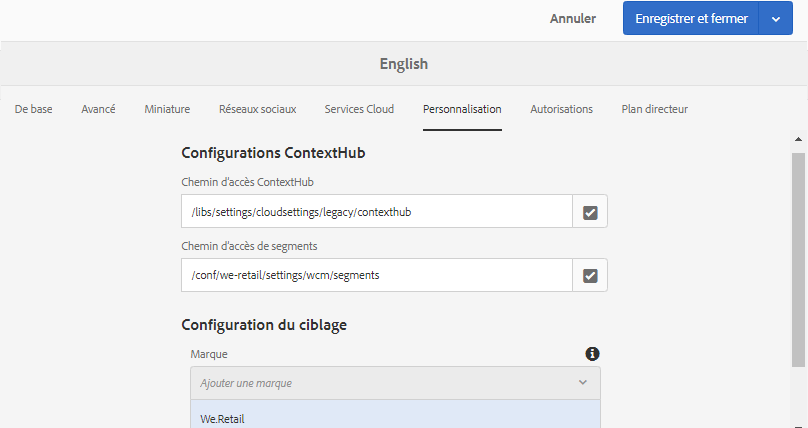 Annuler
Enregistrer et fermer
English
De base Avancé Miniature Réseaux sociaux Services Cloud Personnalisation Autorisations Plan directeur
Configurations ContextHub
Chemin d'accès ContextHub
/libs/settings/cloudsettings/legacy/contexthub
Chemin d'accès de segments
/conf/we-retail/settings/wcm/segments
Configuration du ciblage
Marque
Ajouter une marque
We.Retail